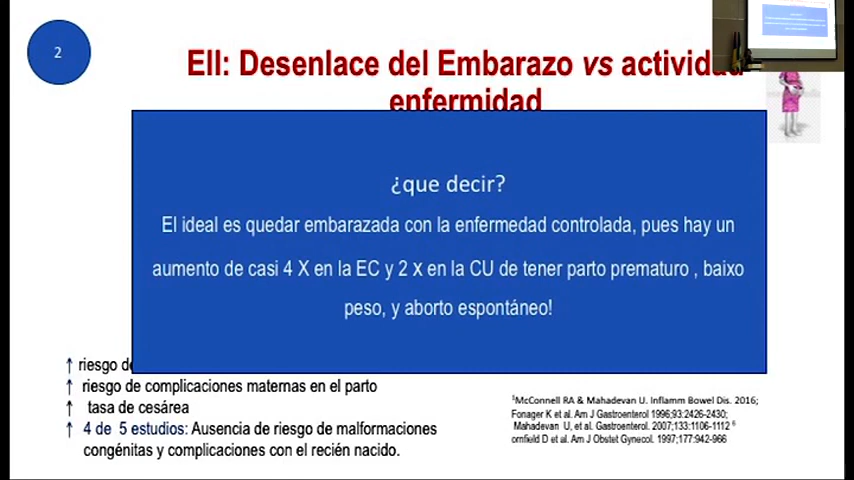 2
EII: Desenlace del Embarazo vs actividad
enfermidad
¿que decir?
El ideal es quedar embarazada con la enfermedad controlada, pues hay un
aumento de casi 4 X en la EC y 2 x en la CU de tener parto prematuro , bajo
peso, y aborto espontáneo!
↑ riesgo de
↑ riesgo de complicaciones maternas en el parto
↑ tasa de cesárea
↑ 4 de 5 estudios: Ausencia de riesgo de malformaciones
congénitas y complicaciones con el recién nacido.
¹McConnell RA & Mahadevan U. Inflamm Bowel Dis. 2016;
Fonager K et al. Am J Gastroenterol 1996;93:2426-2430;
Mahadevan U, et al. Gastroenterol. 2007;133:1106-1112 ⁶
ornfield D et al. Am J Obstet Gynecol. 1997;177:942-966